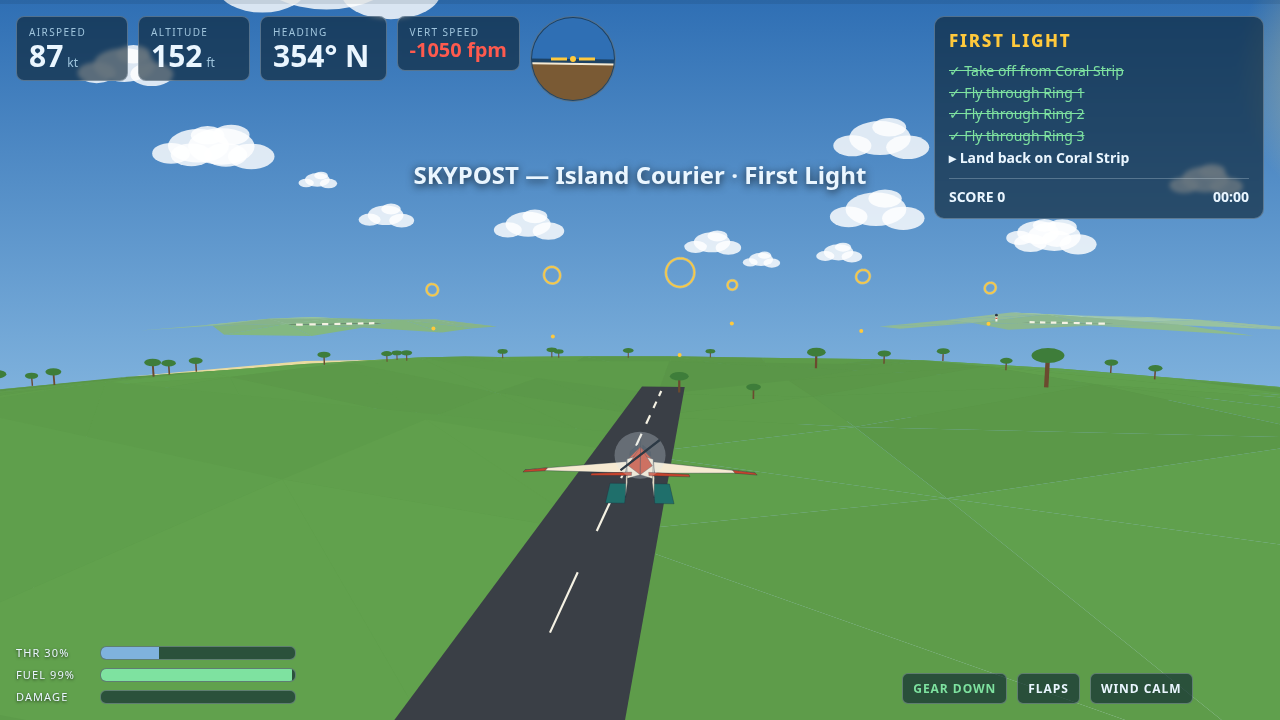 AIRSPEED
87 kt
ALTITUDE
152 ft
HEADING
354° N
VERT SPEED
-1050 fpm
FIRST LIGHT
✓ Take off from Coral Strip
✓ Fly through Ring 1
✓ Fly through Ring 2
✓ Fly through Ring 3
▸ Land back on Coral Strip
SCORE 0 00:00
SKYPOST — Island Courier · First Light
THR 30%
FUEL 99%
DAMAGE
GEAR DOWN FLAPS WIND CALM